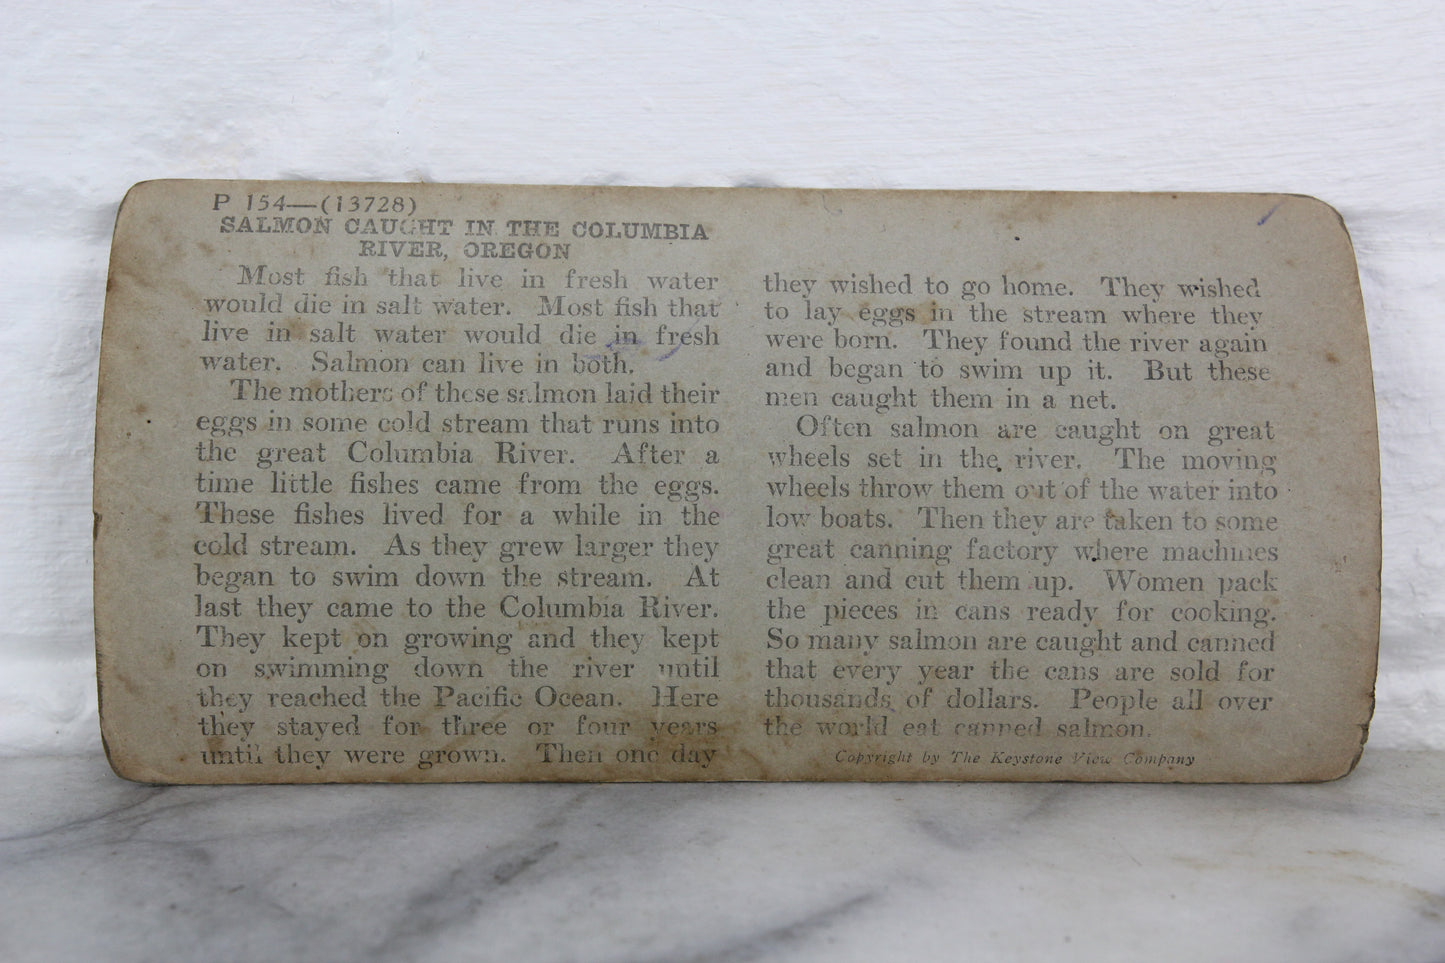 P 154—(13728)
SALMON CAUGHT IN THE COLUMBIA
RIVER, OREGON
Most fish that live in fresh water
would die in salt water. Most fish that
live in salt water would die in fresh
water. Salmon can live in both.
The mothers of these salmon laid their
eggs in some cold stream that runs into
the great Columbia River. After a
time little fishes came from the eggs.
These fishes lived for a while in the
cold stream. As they grew larger they
began to swim down the stream. At
last they came to the Columbia River.
They kept on growing and they kept
on swimming down the river until
they reached the Pacific Ocean. Here
they stayed for three or four years
until they were grown. Then one day
they wished to go home. They wished
to lay eggs in the stream where they
were born. They found the river again
and began to swim up it. But these
men caught them in a net.
Often salmon are caught on great
wheels set in the river. The moving
wheels throw them out of the water into
low boats. Then they are taken to some
great canning factory where machines
clean and cut them up. Women pack
the pieces in cans ready for cooking.
So many salmon are caught and canned
that every year the cans are sold for
thousands of dollars. People all over
the world eat canned salmon.
Copyright by The Keystone View Company